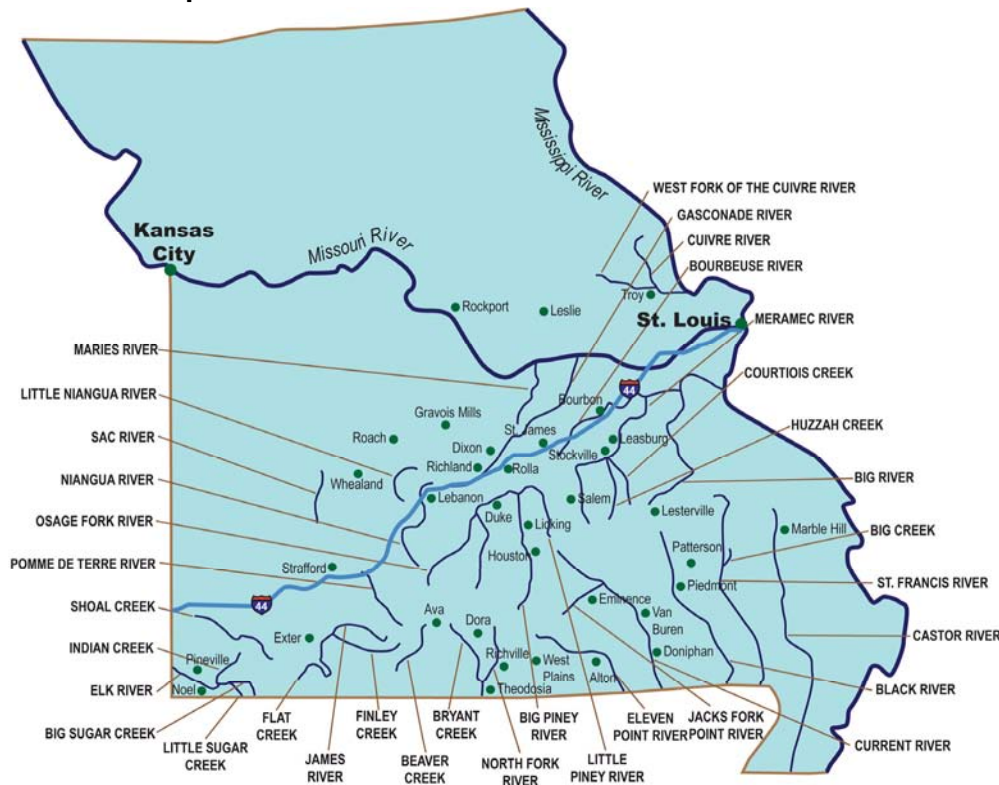 Mississippi River
WEST FORK OF THE CUIVRE RIVER
GASCONADE RIVER
CUIVRE RIVER
BOURBEUSE RIVER
Kansas
City
Missouri River
Troy
Rockport
Leslie
St. Louis
MERAMEC RIVER
MARIES RIVER
COURTIOIS CREEK
44
LITTLE NIANGUA RIVER
Bourbon
Gravois Mills
HUZZAH CREEK
SAC RIVER
Roach
St. James
Leasburg
Dixon
Stockville
NIANGUA RIVER
Whealand
Richland
Rolla
BIG RIVER
OSAGE FORK RIVER
Lebanon
Duke
Salem
Lesterville
Licking
Marble Hill
BIG CREEK
POMME DE TERRE RIVER
Strafford
Houston
Patterson
Piedmont
ST. FRANCIS RIVER
SHOAL CREEK
44
Eminence
Ava
Dora
Van
Buren
CASTOR RIVER
INDIAN CREEK
Exter
Pineville
Richville
West
Plains
Doniphan
ELK RIVER
Noel
Theodosia
Alton
BLACK RIVER
BIG SUGAR CREEK
LITTLE SUGAR
CREEK
FLAT
CREEK
JAMES
RIVER
FINLEY
CREEK
BEAVER
CREEK
BRYANT
CREEK
NORTH FORK
RIVER
BIG PINEY
RIVER
LITTLE
PINEY RIVER
ELEVEN
POINT RIVER
JACKS FORK
POINT RIVER
CURRENT RIVER